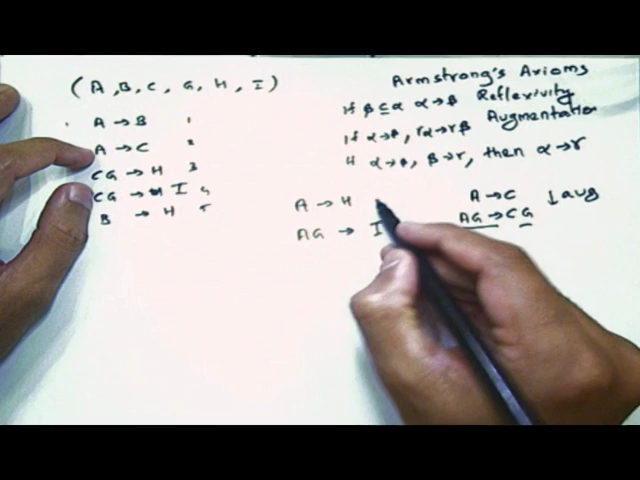 (A, B, C, G, H, I)
A → B 1
A → C 2
CG → H 3
CG → I 4
B → H 5
Armstrong's Axioms
If β ⊆ α α → β Reflexivity
If α → β, γα → γβ Augmentation
If α → β, β → γ, then α → γ
A → H
AG → I
A → C
AG → CG
↓ aug